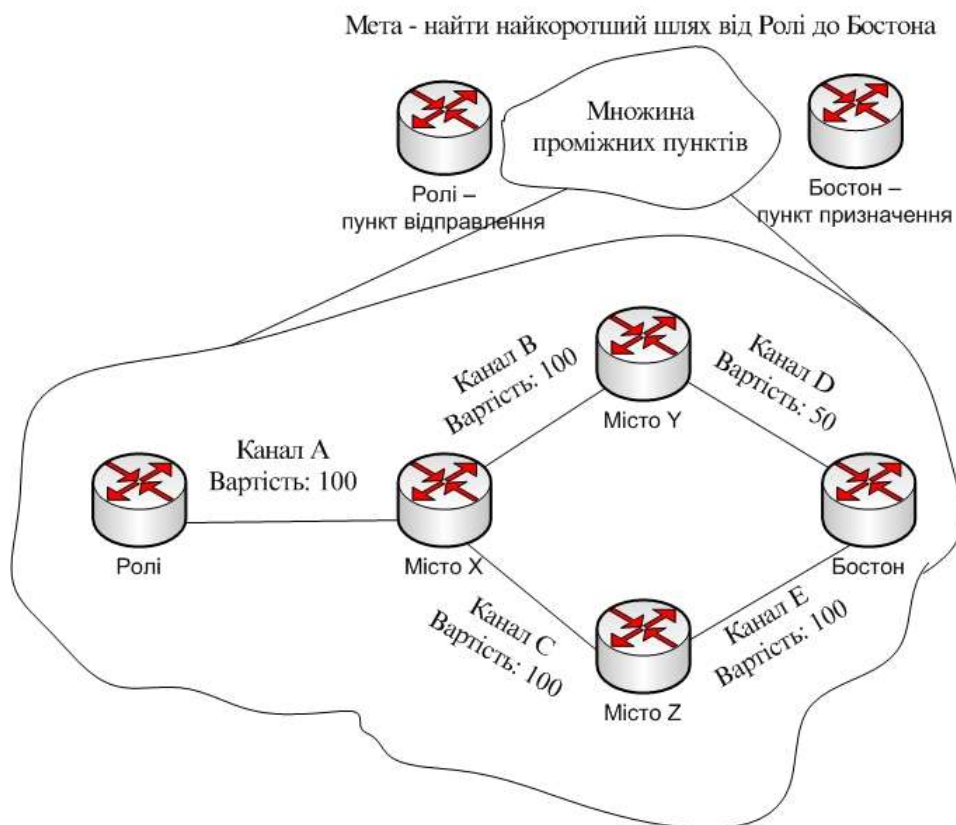 Мета - найти найкоротший шлях від Ролі до Бостона
Множина
проміжних пунктів
Ролі –
пункт відправлення
Бостон –
пункт призначення
Канал B
Вартість: 100
Канал D
Вартість: 50
Місто Y
Канал A
Вартість: 100
Ролі
Місто X
Бостон
Канал C
Вартість: 100
Канал E
Вартість: 100
Місто Z